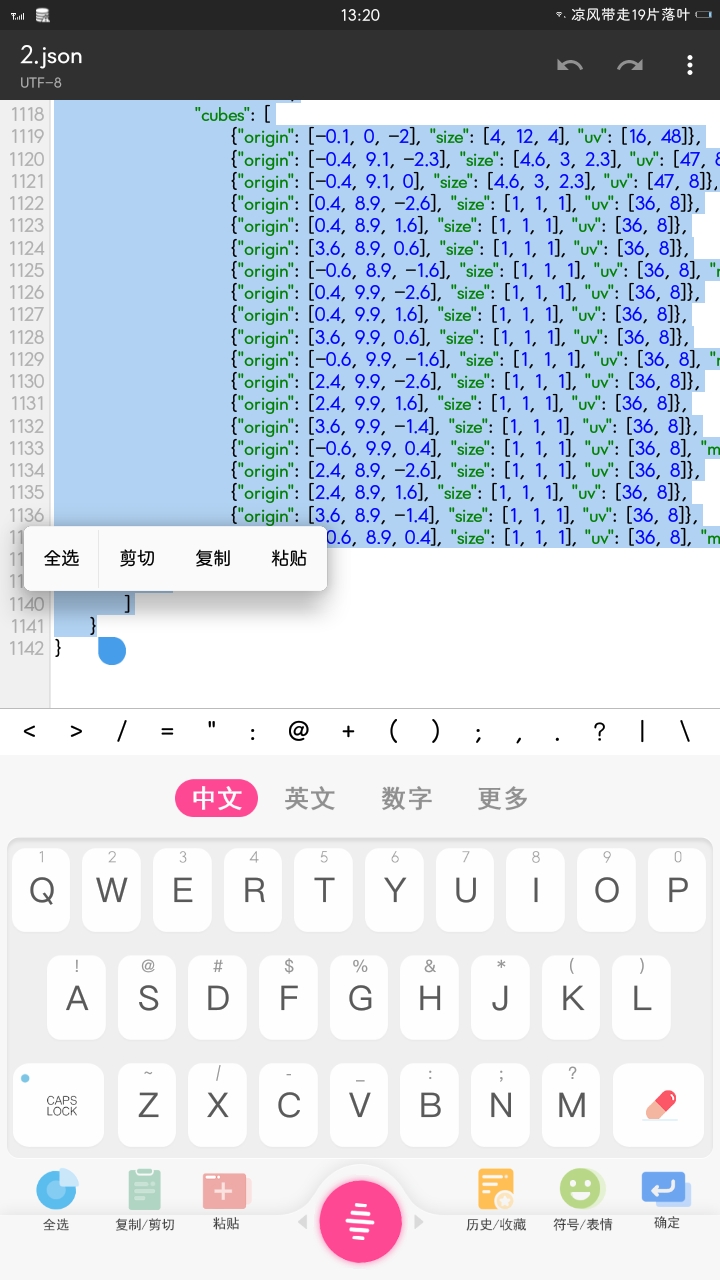 13:20
凉风带走19片落叶
2.json
UTF-8
1118 "cubes": [
1119 {"origin": [-0.1, 0, -2], "size": [4, 12, 4], "uv": [16, 48]},
1120 {"origin": [-0.4, 9.1, -2.3], "size": [4.6, 3, 2.3], "uv": [47, 8
1121 {"origin": [-0.4, 9.1, 0], "size": [4.6, 3, 2.3], "uv": [47, 8]},
1122 {"origin": [0.4, 8.9, -2.6], "size": [1, 1, 1], "uv": [36, 8]},
1123 {"origin": [0.4, 8.9, 1.6], "size": [1, 1, 1], "uv": [36, 8]},
1124 {"origin": [3.6, 8.9, 0.6], "size": [1, 1, 1], "uv": [36, 8]},
1125 {"origin": [-0.6, 8.9, -1.6], "size": [1, 1, 1], "uv": [36, 8], "m
1126 {"origin": [0.4, 9.9, -2.6], "size": [1, 1, 1], "uv": [36, 8]},
1127 {"origin": [0.4, 9.9, 1.6], "size": [1, 1, 1], "uv": [36, 8]},
1128 {"origin": [3.6, 9.9, 0.6], "size": [1, 1, 1], "uv": [36, 8]},
1129 {"origin": [-0.6, 9.9, -1.6], "size": [1, 1, 1], "uv": [36, 8], "m
1130 {"origin": [2.4, 9.9, -2.6], "size": [1, 1, 1], "uv": [36, 8]},
1131 {"origin": [2.4, 9.9, 1.6], "size": [1, 1, 1], "uv": [36, 8]},
1132 {"origin": [3.6, 9.9, -1.4], "size": [1, 1, 1], "uv": [36, 8]},
1133 {"origin": [-0.6, 9.9, 0.4], "size": [1, 1, 1], "uv": [36, 8], "m
1134 {"origin": [2.4, 8.9, -2.6], "size": [1, 1, 1], "uv": [36, 8]},
1135 {"origin": [2.4, 8.9, 1.6], "size": [1, 1, 1], "uv": [36, 8]},
1136 {"origin": [3.6, 8.9, -1.4], "size": [1, 1, 1], "uv": [36, 8]},
0.6, 8.9, 0.4], "size": [1, 1, 1], "uv": [36, 8], "m
全选 剪切 复制 粘贴
1140 ]
1141 }
1142 }
< > / = " : @ + ( ) ; , . ? | \
中文 英文 数字 更多
1 2 3 4 5 6 7 8 9 0
Q W E R T Y U I O P
! @ # $ % & * ( )
A S D F G H J K L
~ / - _ : ; ?
CAPS LOCK Z X C V B N M
全选 复制/剪切 粘贴 历史/收藏 符号/表情 确定